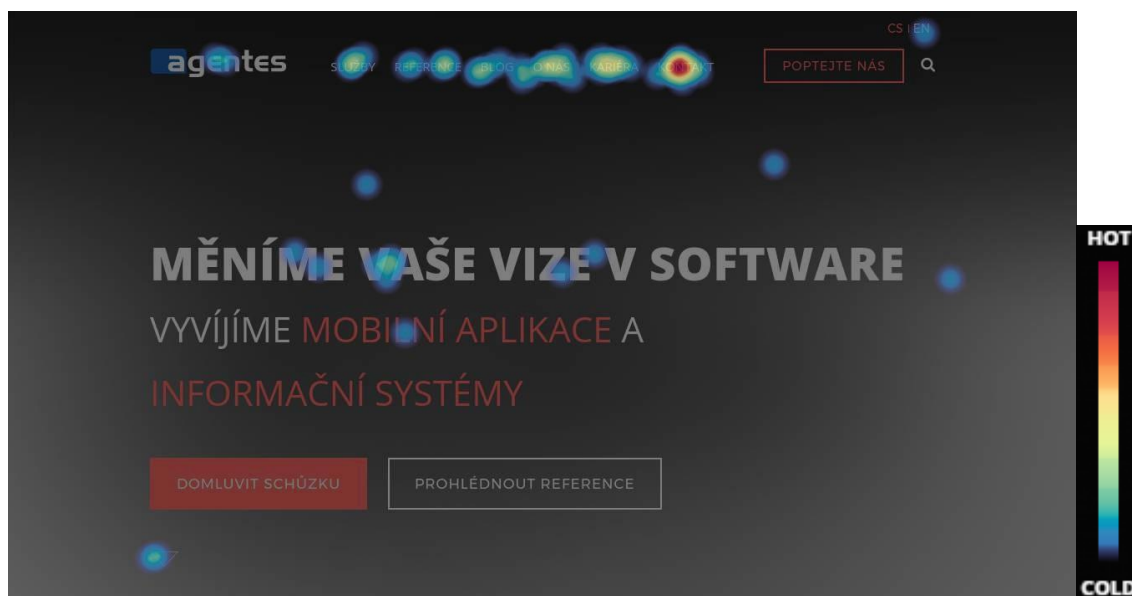 CS | EN
agentes SLUŽBY REFERENCE BLOG O NÁS KARIÉRA KONTAKT POPTEJTE NÁS
HOT
MĚNÍME VAŠE VIZE V SOFTWARE
VYVÍJÍME MOBILNÍ APLIKACE A
INFORMAČNÍ SYSTÉMY
DOMLUVIT SCHŮZKU PROHLÉDNOUT REFERENCE
COLD